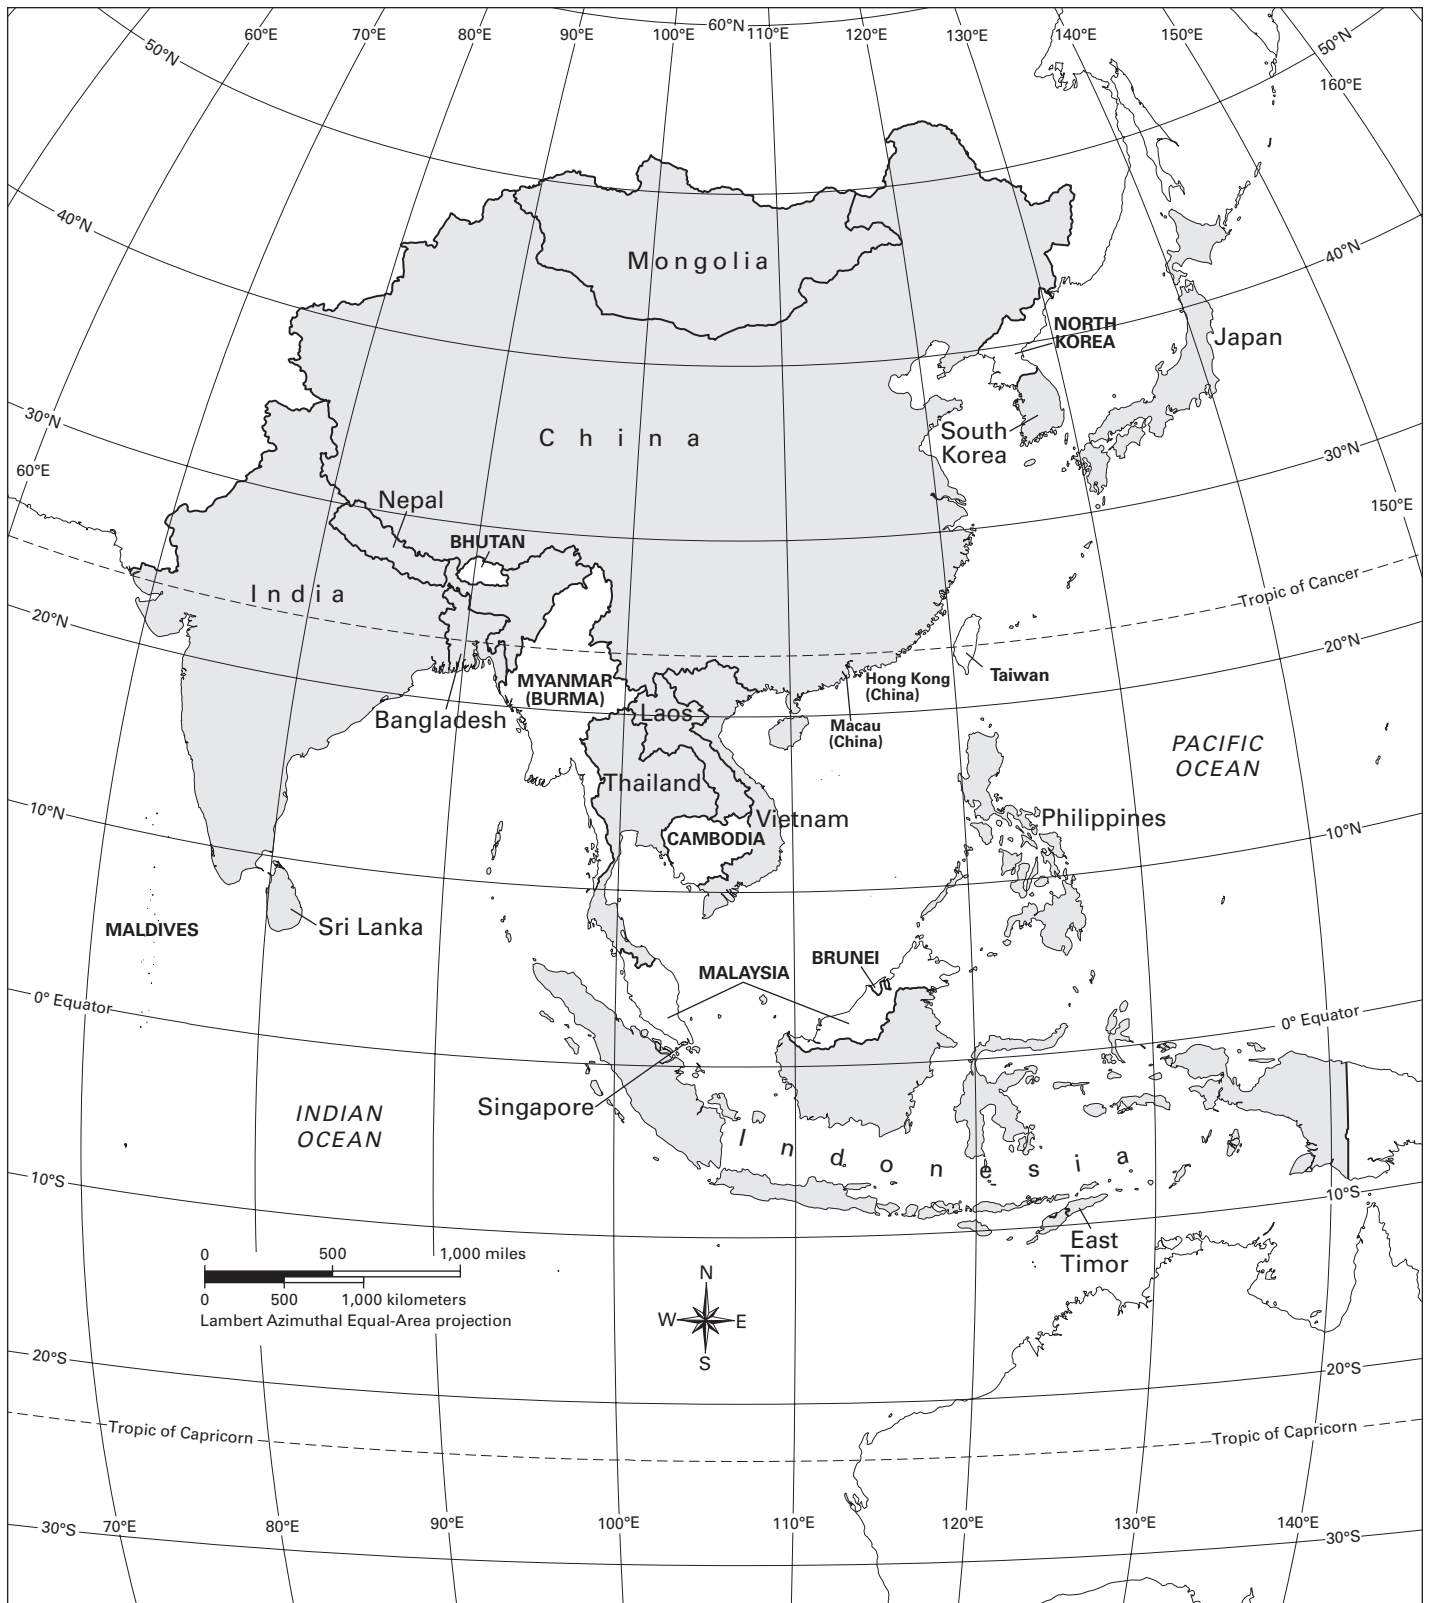 60°N
60°E
70°E
80°E
90°E
100°E
110°E
120°E
130°E
140°E
150°E
50°N
50°N
160°E
40°N
40°N
Mongolia
NORTH
KOREA
Japan
30°N
30°N
China
South
Korea
60°E
150°E
Nepal
BHUTAN
India
Tropic of Cancer
20°N
20°N
MYANMAR
(BURMA)
Hong Kong
(China)
Taiwan
Bangladesh
Laos
Macau
(China)
PACIFIC
OCEAN
Thailand
10°N
10°N
Vietnam
Philippines
CAMBODIA
MALDIVES
Sri Lanka
BRUNEI
MALAYSIA
0° Equator
0° Equator
Singapore
INDIAN
OCEAN
Indonesia
10°S
10°S
East
Timor
0 500 1,000 miles
0 500 1,000 kilometers
Lambert Azimuthal Equal-Area projection
N
W E
S
20°S
20°S
Tropic of Capricorn
Tropic of Capricorn
30°S
70°E
80°E
90°E
100°E
110°E
120°E
130°E
140°E
30°S